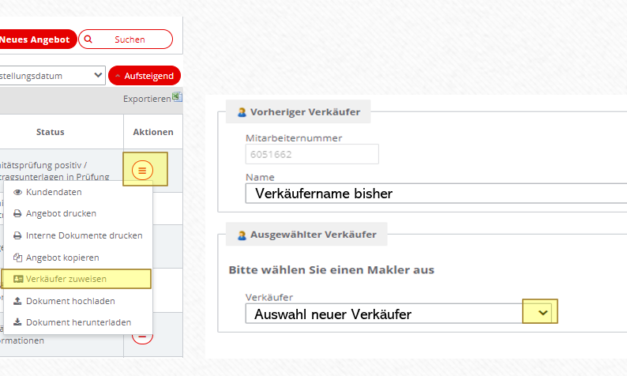 Neues Angebot
Suchen
stellungsdatum
Aufsteigend
Exportieren
Status
Aktionen
itätsprüfung positiv /
tragsunterlagen in Prüfung
Kundendaten
Angebot drucken
Interne Dokumente drucken
Angebot kopieren
Verkäufer zuweisen
Dokument hochladen
Dokument herunterladen
ormationen
Vorheriger Verkäufer
Mitarbeiternummer
6051662
Name
Verkäufername bisher
Ausgewählter Verkäufer
Bitte wählen Sie einen Makler aus
Verkäufer
Auswahl neuer Verkäufer